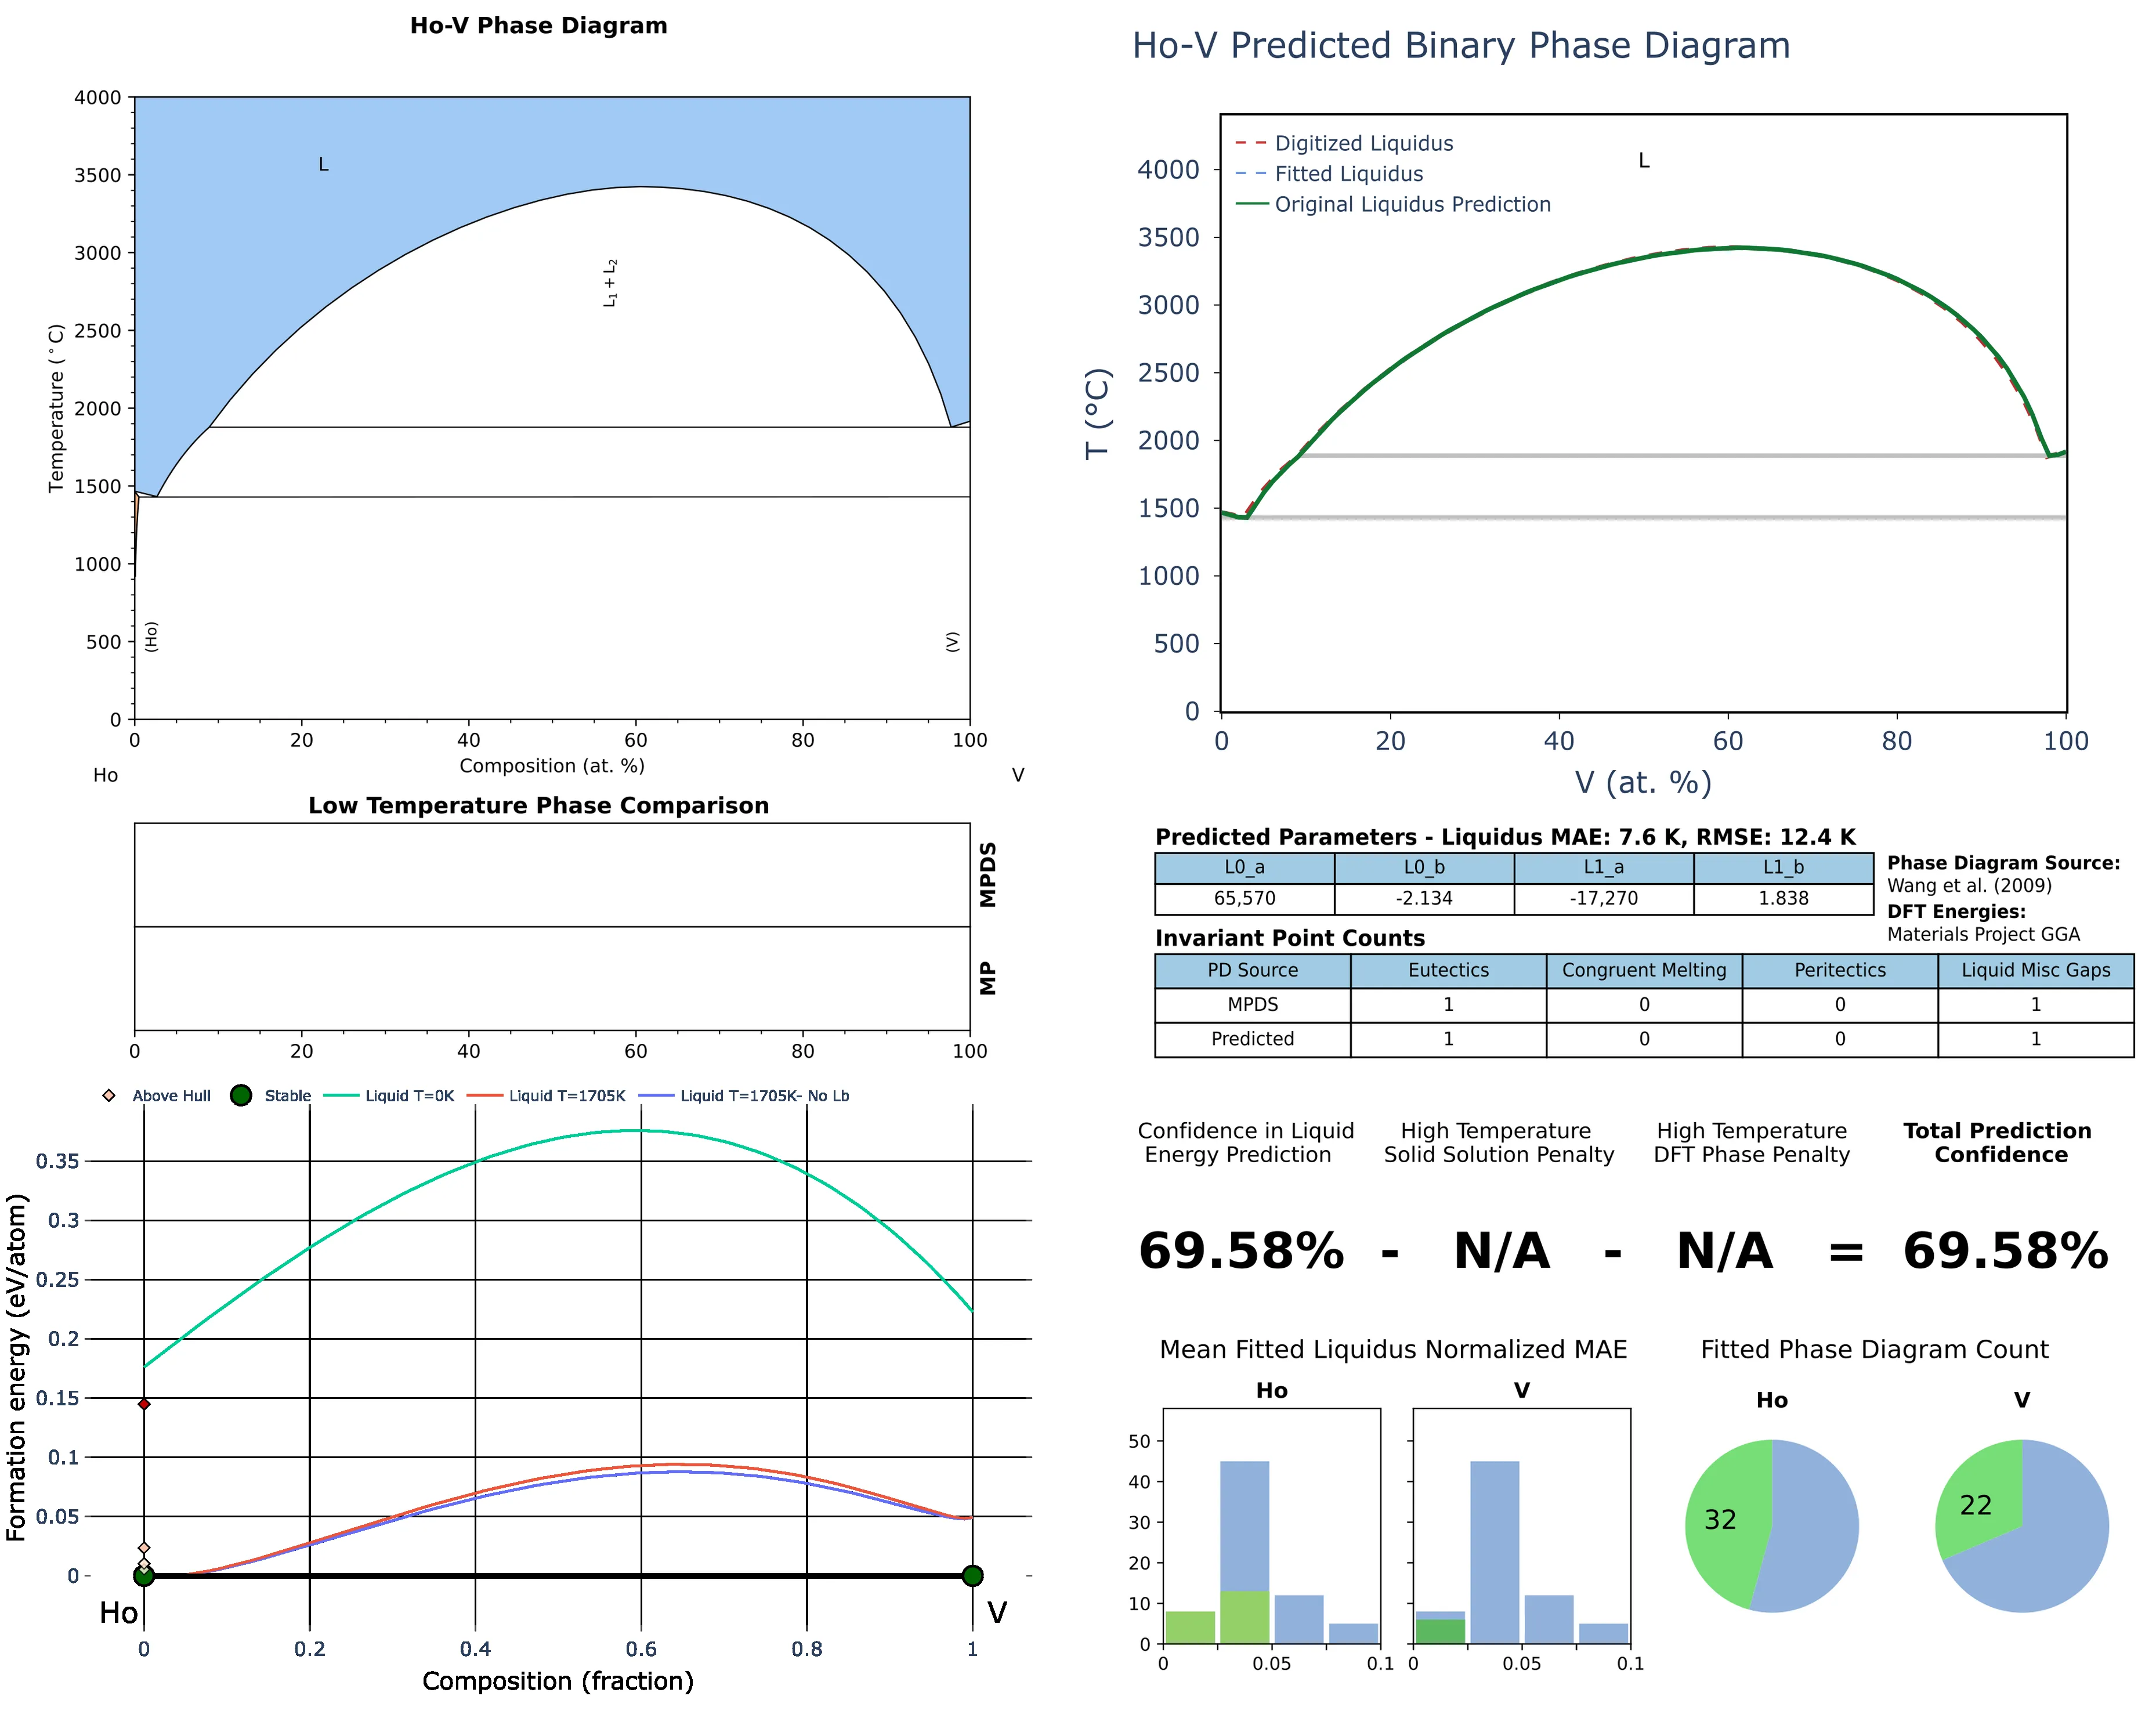 Ho-V Phase Diagram
4000
3500
3000
2500
2000
1500
1000
500
0
Temperature (°C)
L
L1 + L2
(Ho)
(V)
0 20 40 60 80 100
Composition (at. %)
Ho V
Low Temperature Phase Comparison
MPDS
MP
0 20 40 60 80 100
Above Hull Stable Liquid T=0K Liquid T=1705K Liquid T=1705K- No Lb
0.35
0.3
0.25
0.2
0.15
0.1
0.05
0
Formation energy (eV/atom)
Ho V
0 0.2 0.4 0.6 0.8 1
Composition (fraction)
Ho-V Predicted Binary Phase Diagram
Digitized Liquidus
Fitted Liquidus
Original Liquidus Prediction
L
4000
3500
3000
2500
2000
1500
1000
500
0
T (°C)
0 20 40 60 80 100
V (at. %)
Predicted Parameters - Liquidus MAE: 7.6 K, RMSE: 12.4 K
L0_a L0_b L1_a L1_b
65,570 -2.134 -17,270 1.838
Phase Diagram Source:
Wang et al. (2009)
DFT Energies:
Materials Project GGA
Invariant Point Counts
PD Source Eutectics Congruent Melting Peritectics Liquid Misc Gaps
MPDS 1 0 0 1
Predicted 1 0 0 1
Confidence in Liquid
Energy Prediction
High Temperature
Solid Solution Penalty
High Temperature
DFT Phase Penalty
Total Prediction
Confidence
69.58% - N/A - N/A = 69.58%
Mean Fitted Liquidus Normalized MAE
Ho V
50
40
30
20
10
0
0 0.05 0.1 0 0.05 0.1
Fitted Phase Diagram Count
Ho V
32 22